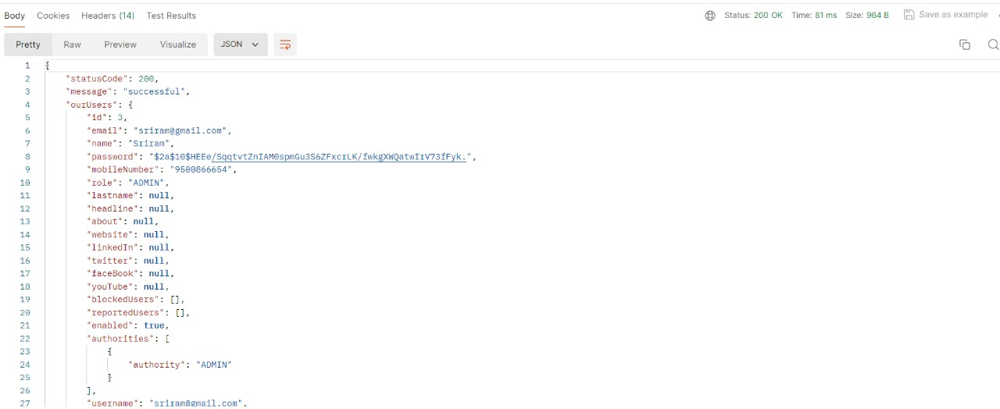 Body Cookies Headers (14) Test Results Status: 200 OK Time: 81 ms Size: 964 B Save as example
Pretty Raw Preview Visualize JSON
1 {
2 "statusCode": 200,
3 "message": "successful",
4 "ourUsers": {
5 "id": 3,
6 "email": "sriram@gmail.com",
7 "name": "Sriram",
8 "password": "$2a$10$HEEe/SqqtvtZnIAM0spmGu3S6ZFxcrLK/fwkgXWQatwIrV73fFyk.",
9 "mobileNumber": "9500866654",
10 "role": "ADMIN",
11 "lastname": null,
12 "headline": null,
13 "about": null,
14 "website": null,
15 "linkedIn": null,
16 "twitter": null,
17 "faceBook": null,
18 "youTube": null,
19 "blockedUsers": [],
20 "reportedUsers": [],
21 "enabled": true,
22 "authorities": [
23 {
24 "authority": "ADMIN"
25 }
26 ],
27 "username": "sriram@gmail.com",